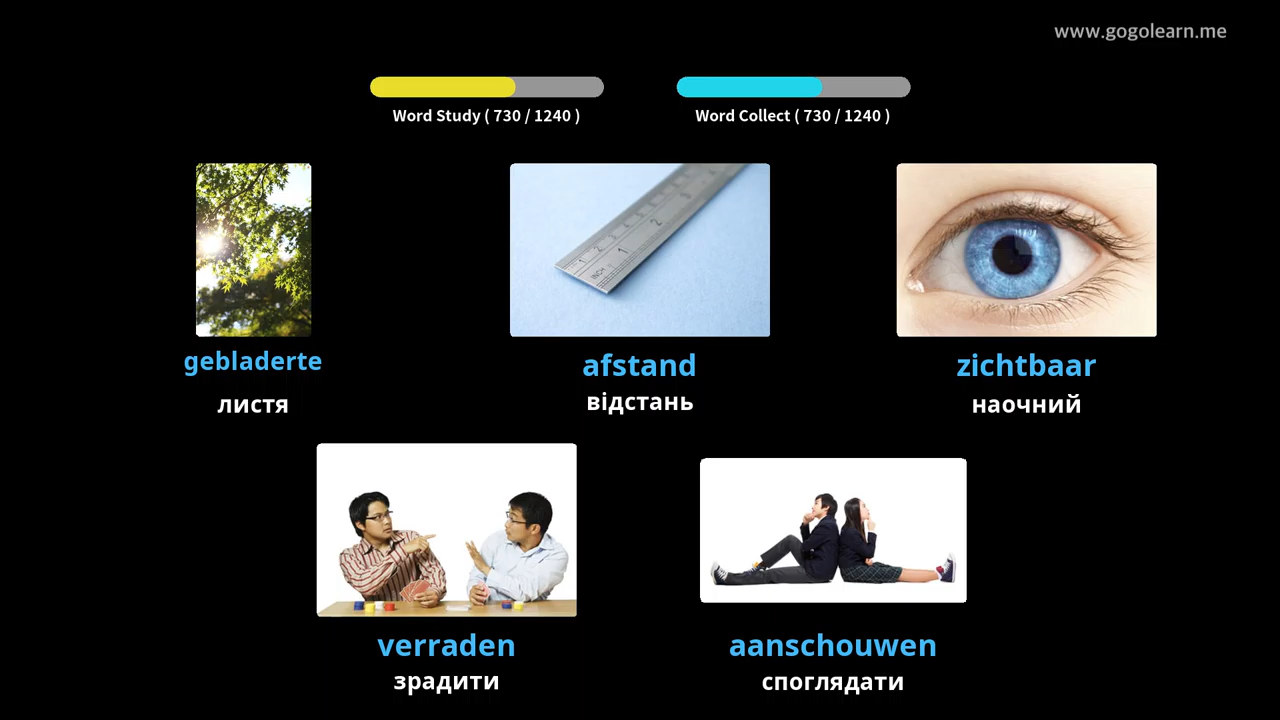 www.gogolearn.me
Word Study ( 730 / 1240 )
Word Collect ( 730 / 1240 )
gebladerte
листя
afstand
відстань
zichtbaar
наочний
verraden
зрадити
aanschouwen
споглядати